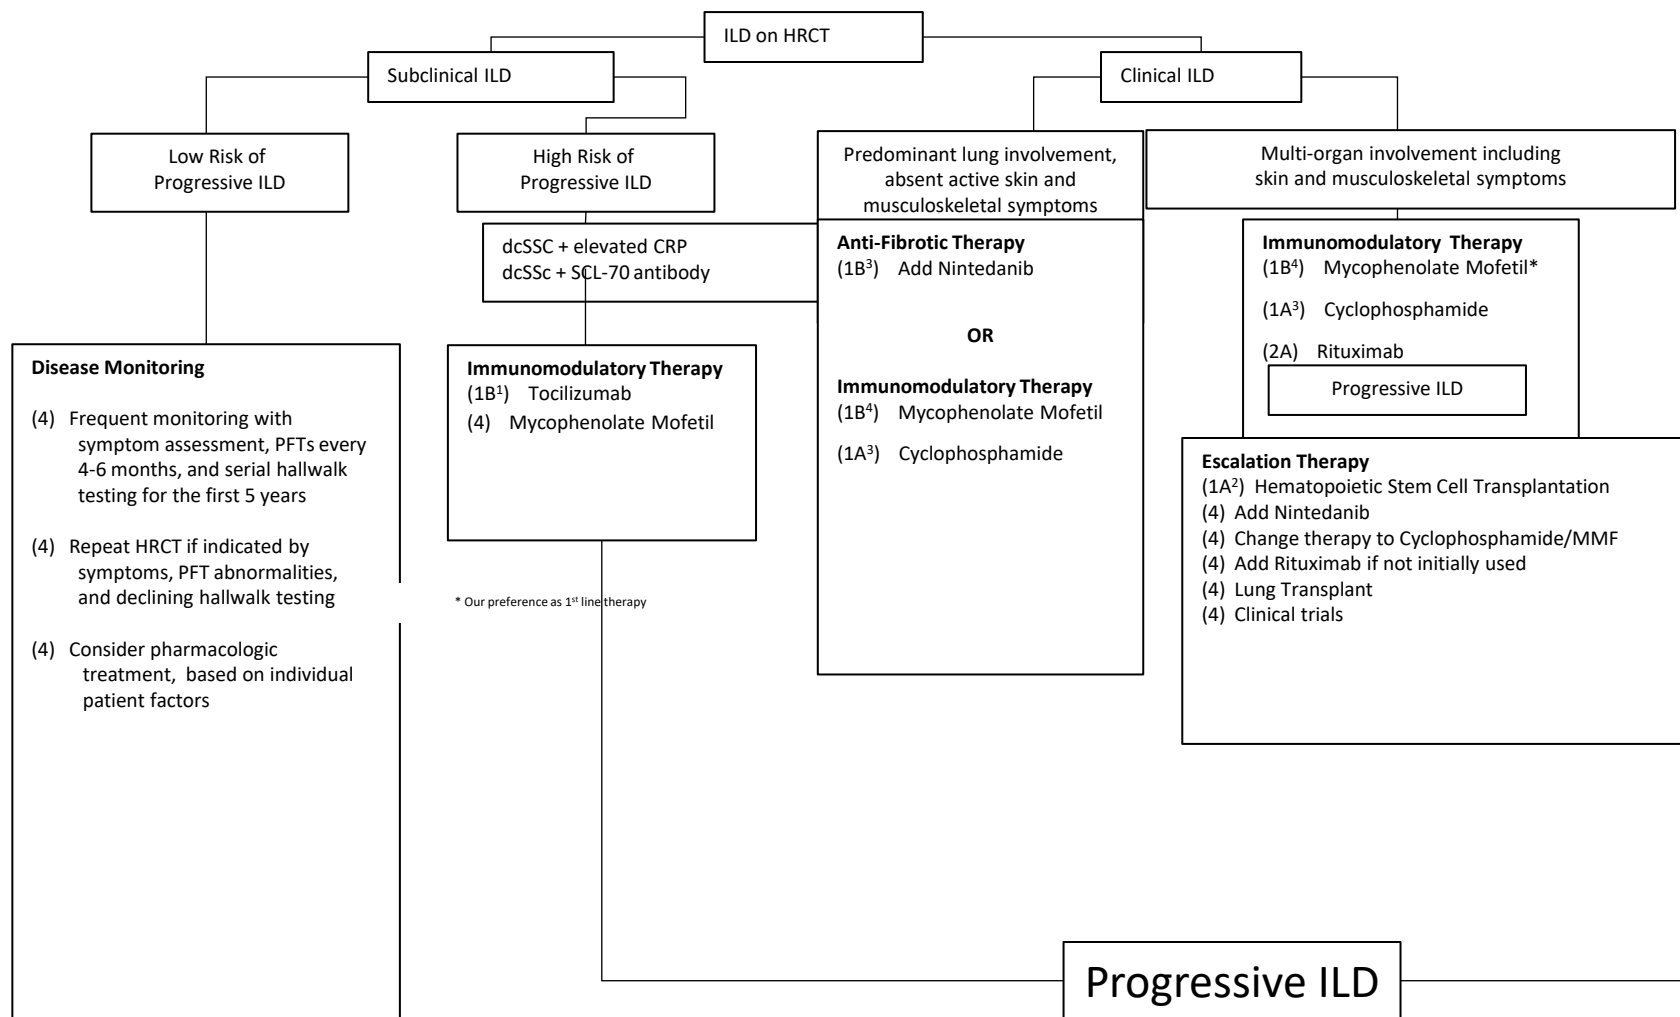 ILD on HRCT
Subclinical ILD
Clinical ILD
Low Risk of
Progressive ILD
High Risk of
Progressive ILD
Predominant lung involvement,
absent active skin and
musculoskeletal symptoms
Multi-organ involvement including
skin and musculoskeletal symptoms
dcSSC + elevated CRP
dcSSc + SCL-70 antibody
Disease Monitoring
(4) Frequent monitoring with
symptom assessment, PFTs every
4-6 months, and serial hallwalk
testing for the first 5 years
(4) Repeat HRCT if indicated by
symptoms, PFT abnormalities,
and declining hallwalk testing
(4) Consider pharmacologic
treatment, based on individual
patient factors
Immunomodulatory Therapy
(1B¹) Tocilizumab
(4) Mycophenolate Mofetil
* Our preference as 1st line therapy
Anti-Fibrotic Therapy
(1B³) Add Nintedanib
OR
Immunomodulatory Therapy
(1B⁴) Mycophenolate Mofetil
(1A³) Cyclophosphamide
Immunomodulatory Therapy
(1B⁴) Mycophenolate Mofetil*
(1A³) Cyclophosphamide
(2A) Rituximab
Progressive ILD
Escalation Therapy
(1A²) Hematopoietic Stem Cell Transplantation
(4) Add Nintedanib
(4) Change therapy to Cyclophosphamide/MMF
(4) Add Rituximab if not initially used
(4) Lung Transplant
(4) Clinical trials
Progressive ILD